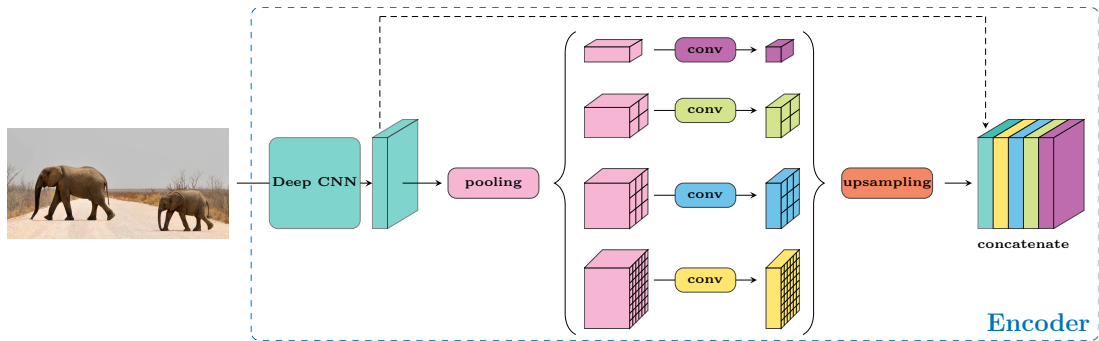 conv
conv
Deep CNN
pooling
conv
upsampling
concatenate
conv
Encoder